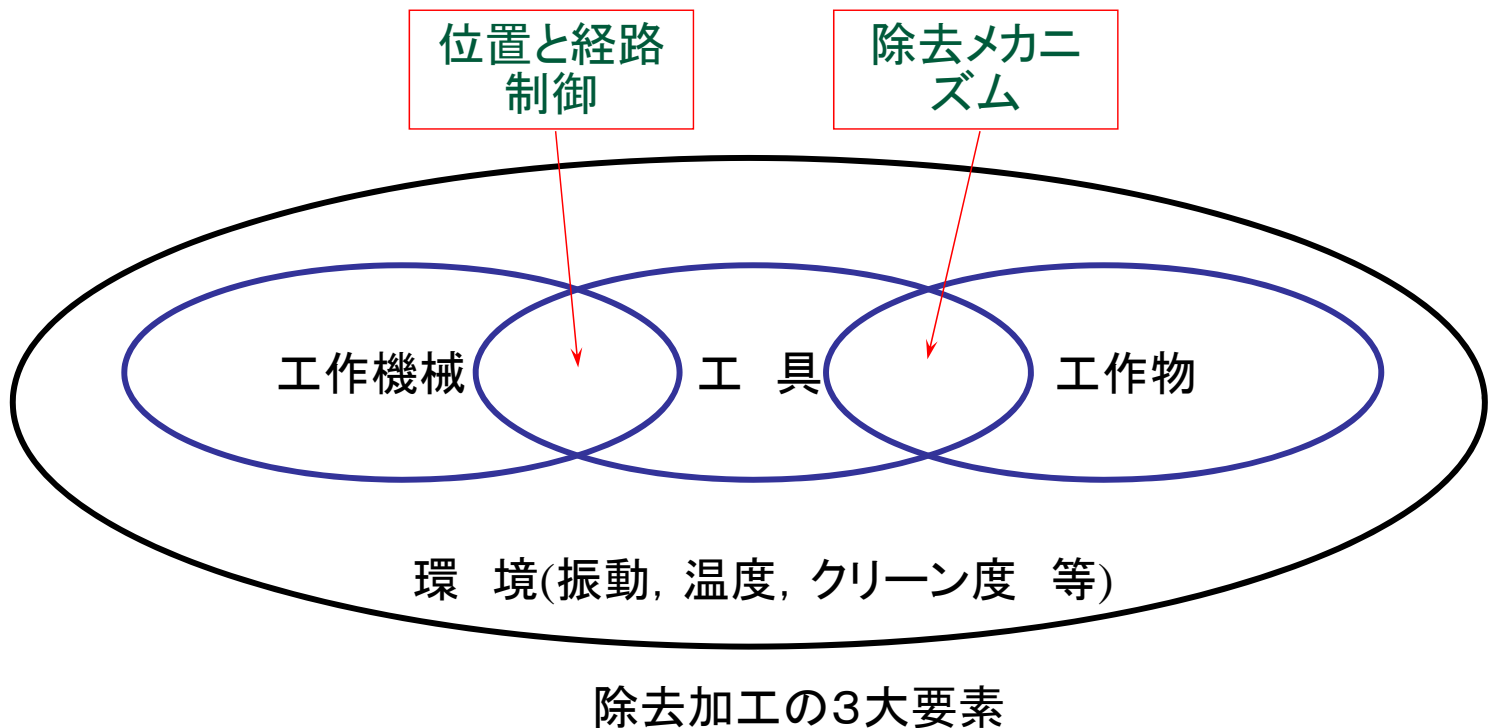 位置と経路
制御
除去メカニ
ズム
工作機械
工　具
工作物
環　境(振動, 温度, クリーン度　等)
除去加工の３大要素